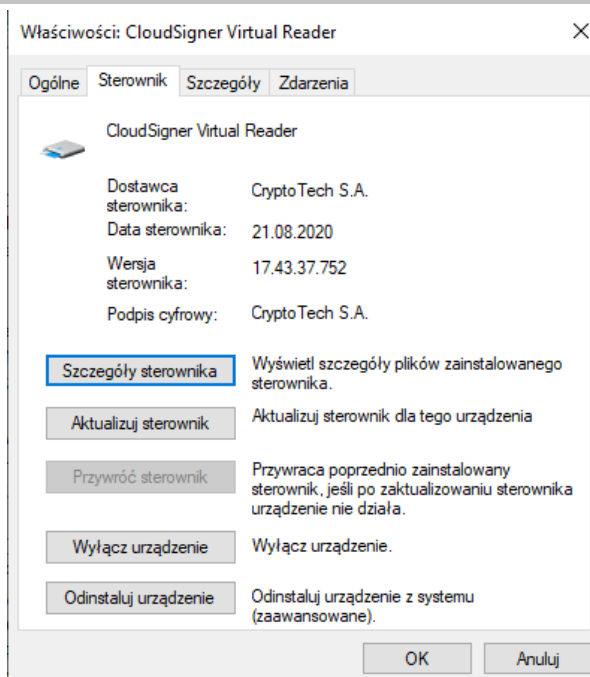 Właściwości: CloudSigner Virtual Reader
Ogólne Sterownik Szczegóły Zdarzenia
CloudSigner Virtual Reader
Dostawca sterownika: CryptoTech S.A.
Data sterownika: 21.08.2020
Wersja sterownika: 17.43.37.752
Podpis cyfrowy: CryptoTech S.A.
Szczegóły sterownika
Wyświetl szczegóły plików zainstalowanego
sterownika.
Aktualizuj sterownik
Aktualizuj sterownik dla tego urządzenia
Przywróć sterownik
Przywraca poprzednio zainstalowany
sterownik, jeśli po zaktualizowaniu sterownika
urządzenie nie działa.
Wyłącz urządzenie
Wyłącz urządzenie.
Odinstaluj urządzenie
Odinstaluj urządzenie z systemu
(zaawansowane).
OK Anuluj